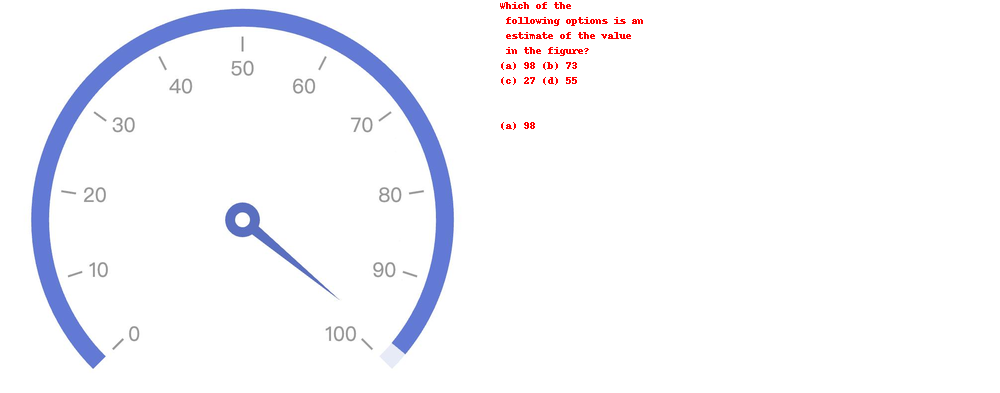 50
40
60
30
70
20
80
10
90
0
100
Which of the
following options is an
estimate of the value
in the figure?
(a) 98 (b) 73
(c) 27 (d) 55
(a) 98